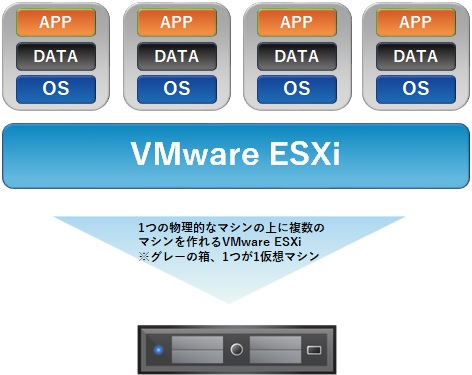 APP APP APP APP
DATA DATA DATA DATA
OS OS OS OS
VMware ESXi
1つの物理的なマシンの上に複数の
マシンを作れるVMware ESXi
※グレーの箱、1つが1仮想マシン